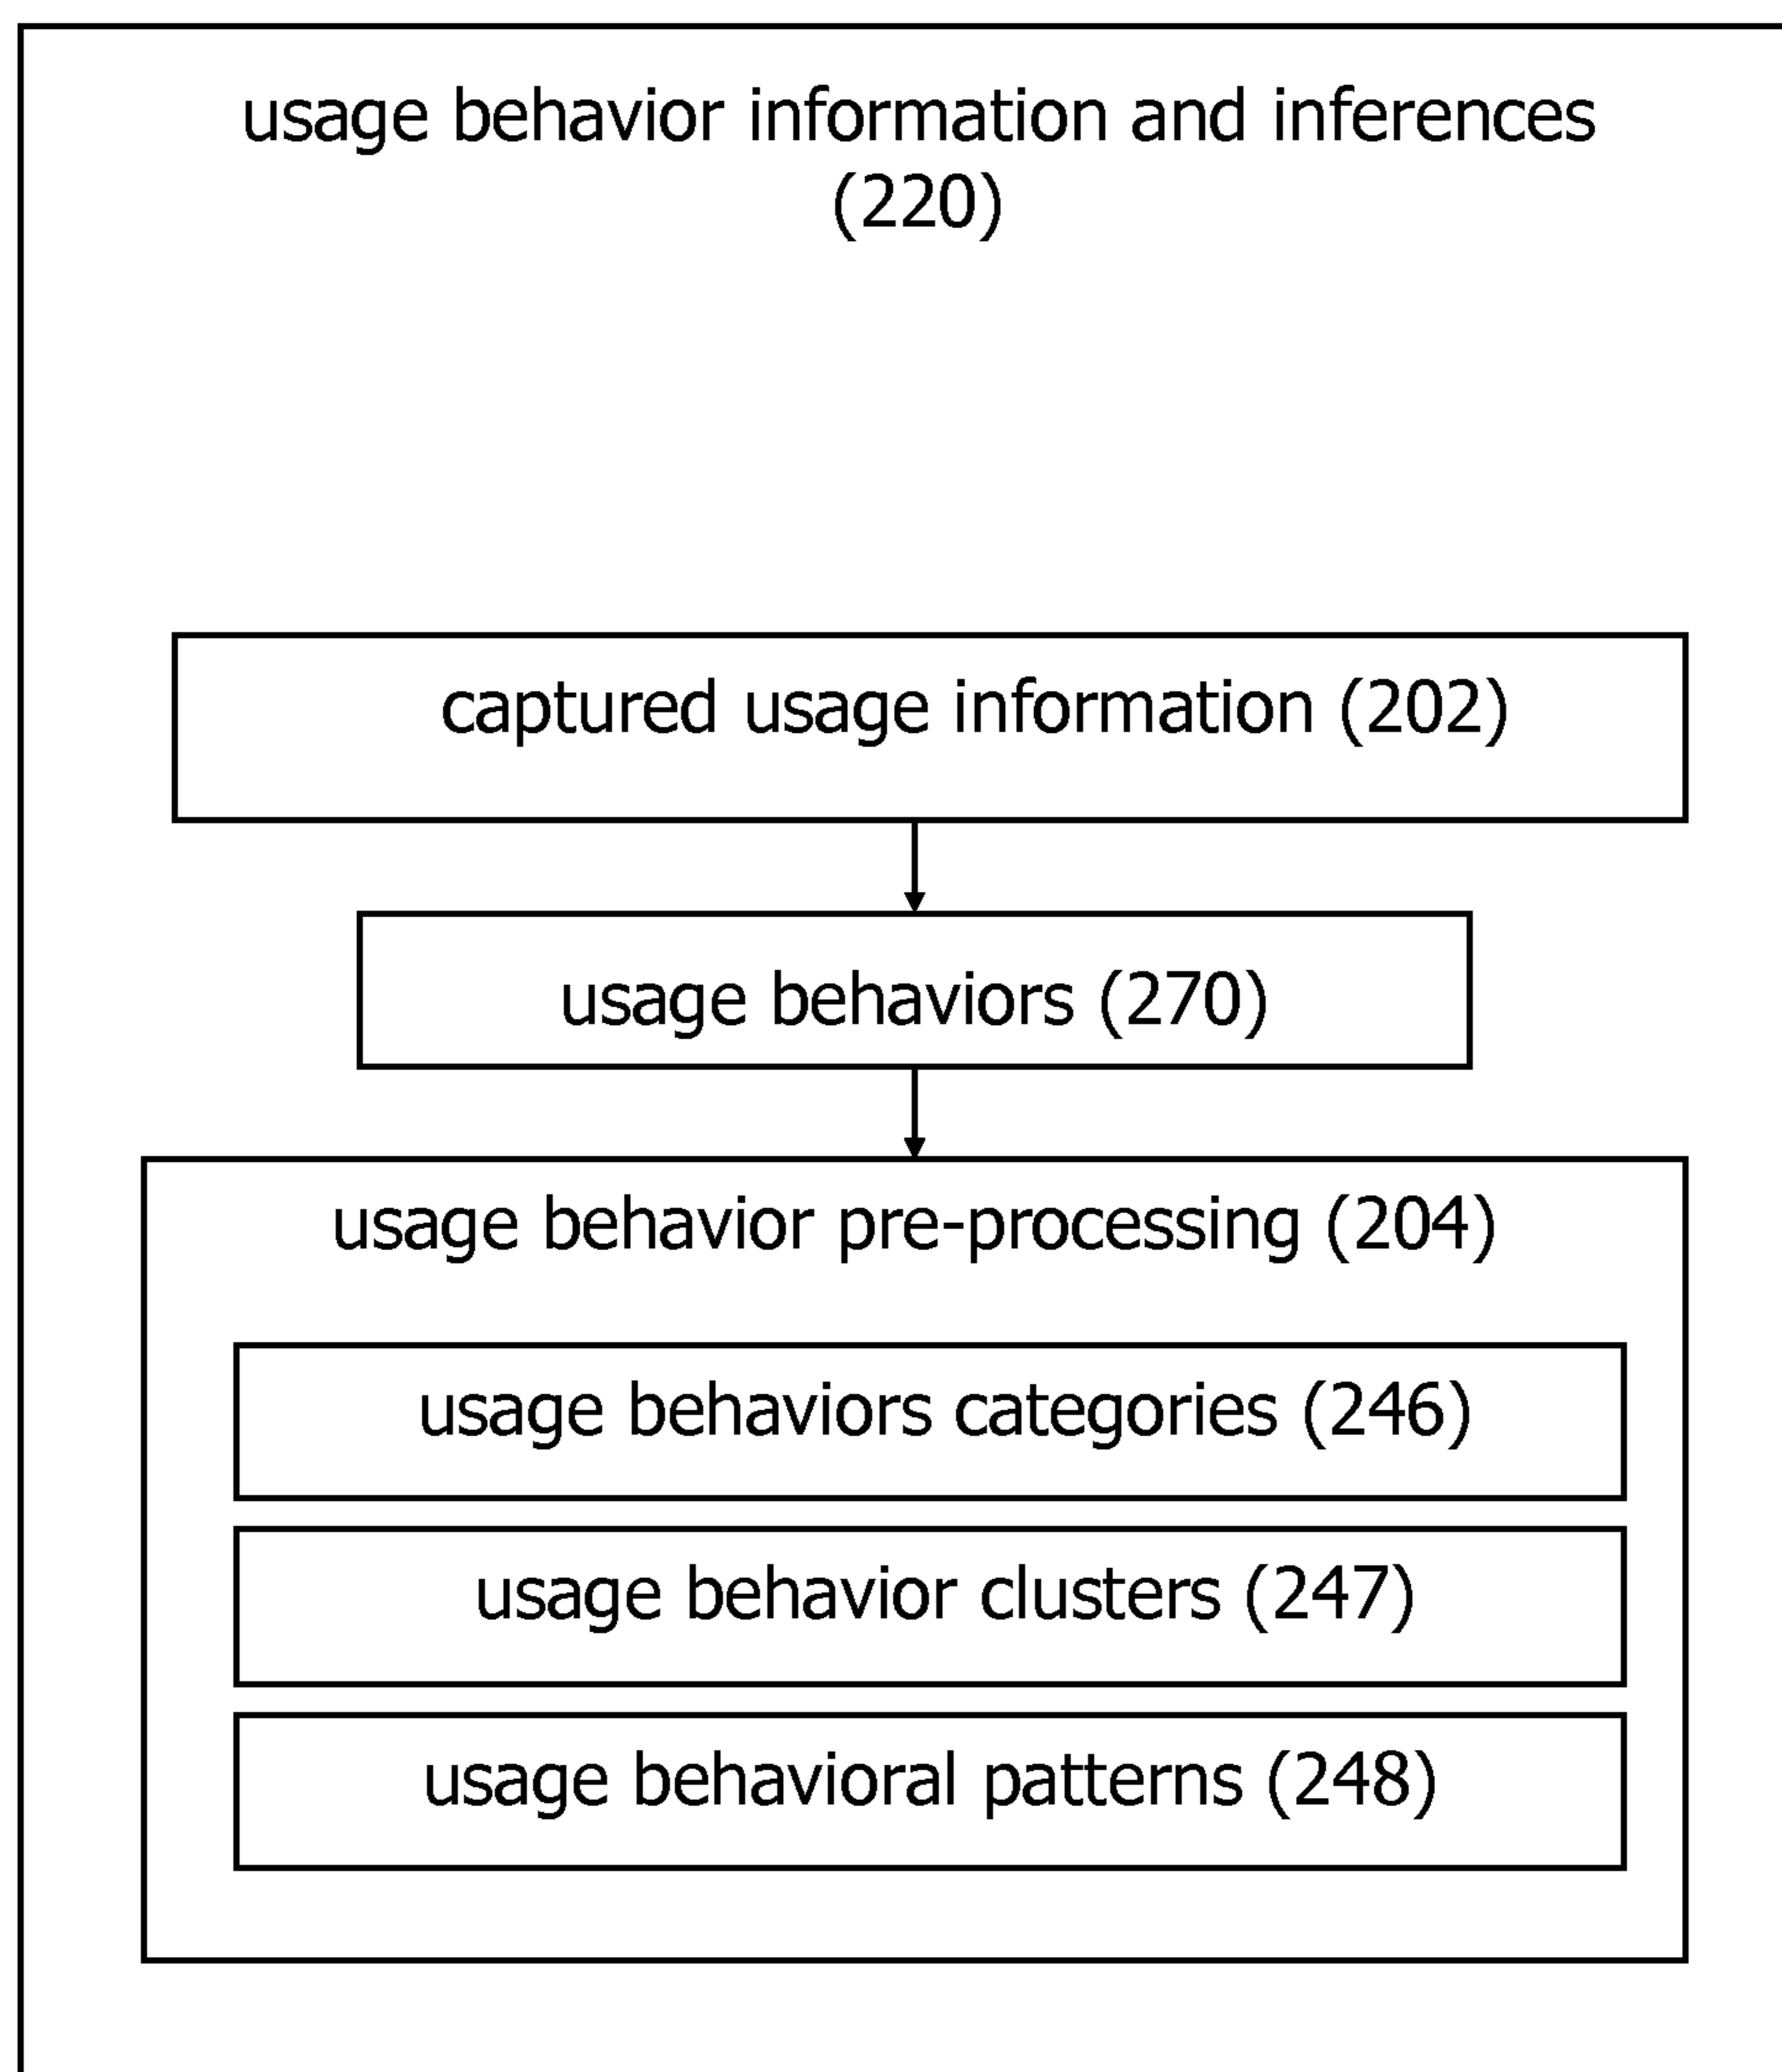 usage behavior information and inferences
(220)
captured usage information (202)
usage behaviors (270)
usage behavior pre-processing (204)
usage behaviors categories (246)
usage behavior clusters (247)
usage behavioral patterns (248)